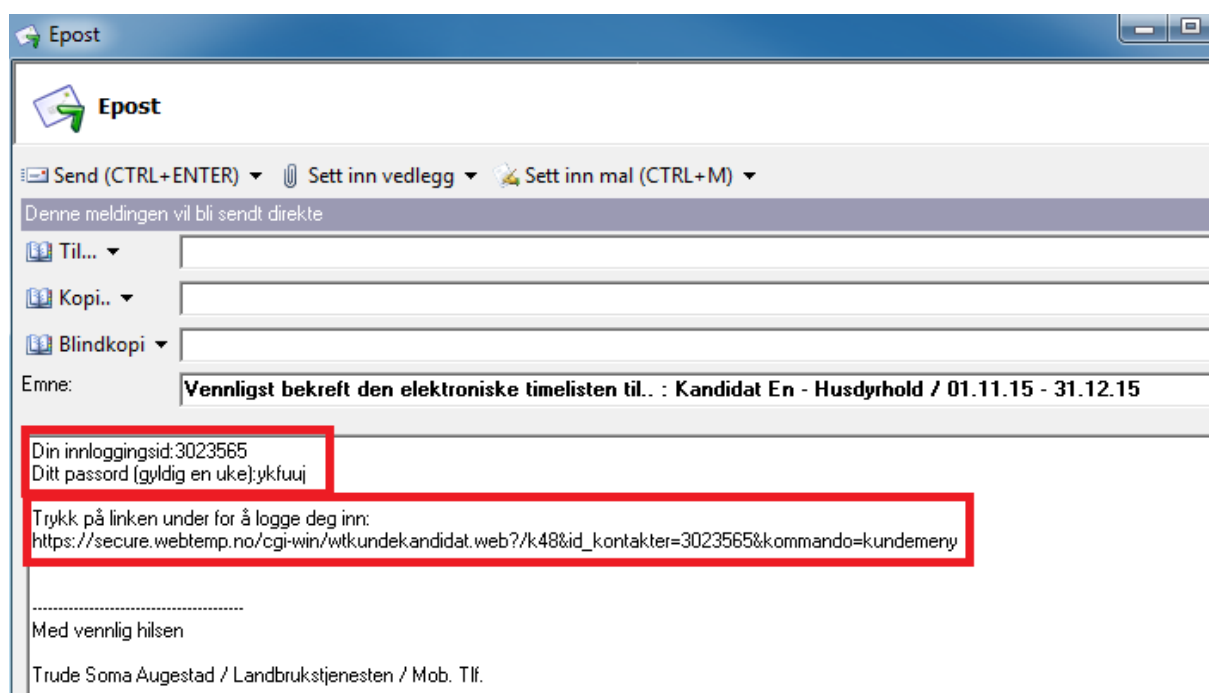 Epost
Epost
Send (CTRL+ENTER) Sett inn vedlegg Sett inn mal (CTRL+M)
Denne meldingen vil bli sendt direkte
Til...
Kopi..
Blindkopi
Emne: Vennligst bekreft den elektroniske timelisten til.. : Kandidat En - Husdyrhold / 01.11.15 - 31.12.15
Din innloggingsid:3023565
Ditt passord (gyldig en uke):ykfuuj
Trykk på linken under for å logge deg inn:
https://secure.webtemp.no/cgi-win/wtkundekandidat.web?/k48&id_kontakter=3023565&kommando=kundemeny
------------------------------------------
Med vennlig hilsen
Trude Soma Augestad / Landbrukstjenesten / Mob. Tlf.